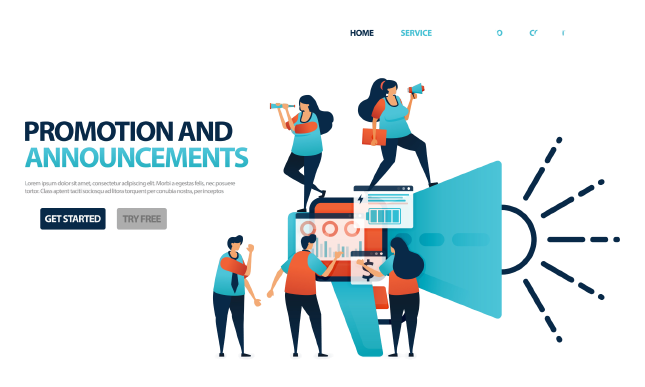 HOME SERVICE
PROMOTION AND
ANNOUNCEMENTS
Lorem ipsum dolor sit amet, consectetur adipiscing elit. Morbi a egestas felis, nec posuere
tortor. Class aptent taciti sociosqu ad litora torquent per conubia nostra, per inceptos
GET STARTED TRY FREE
$